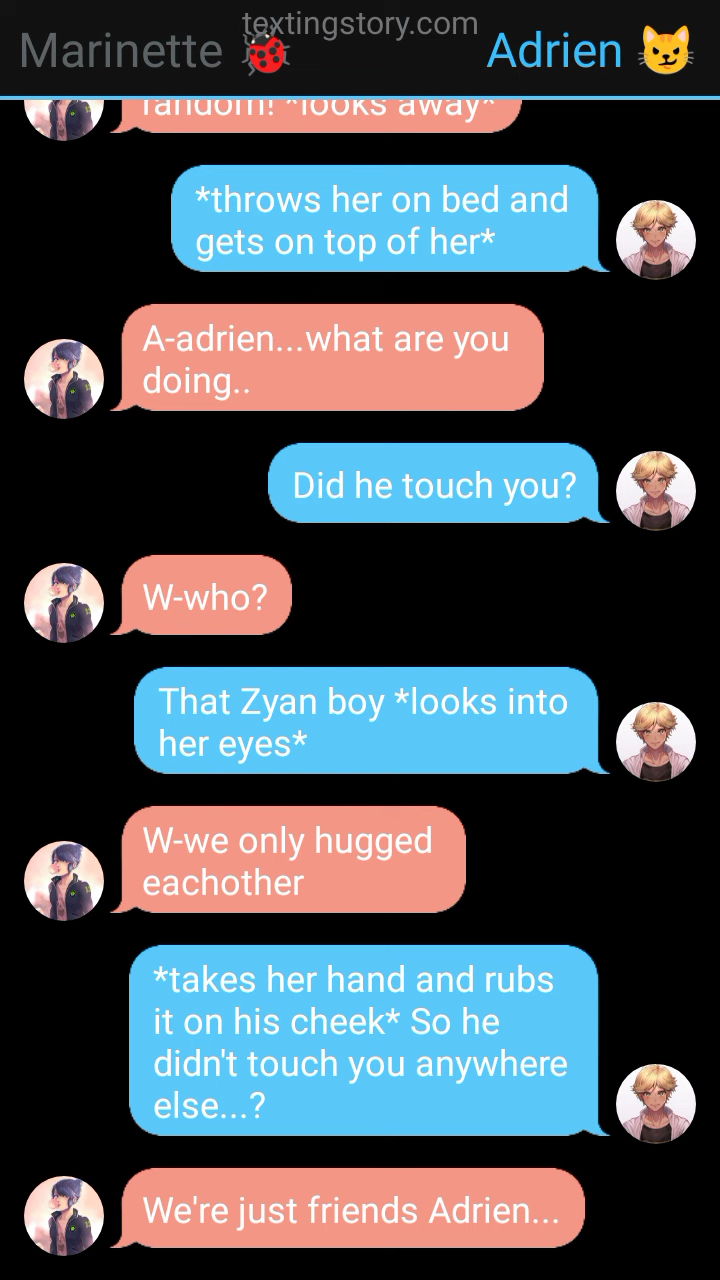 textingstory.com
Marinette 🐞 Adrien 😼
random! *looks away*
*throws her on bed and
gets on top of her*
A-adrien...what are you
doing..
Did he touch you?
W-who?
That Zyan boy *looks into
her eyes*
W-we only hugged
eachother
*takes her hand and rubs
it on his cheek* So he
didn't touch you anywhere
else...?
We're just friends Adrien...